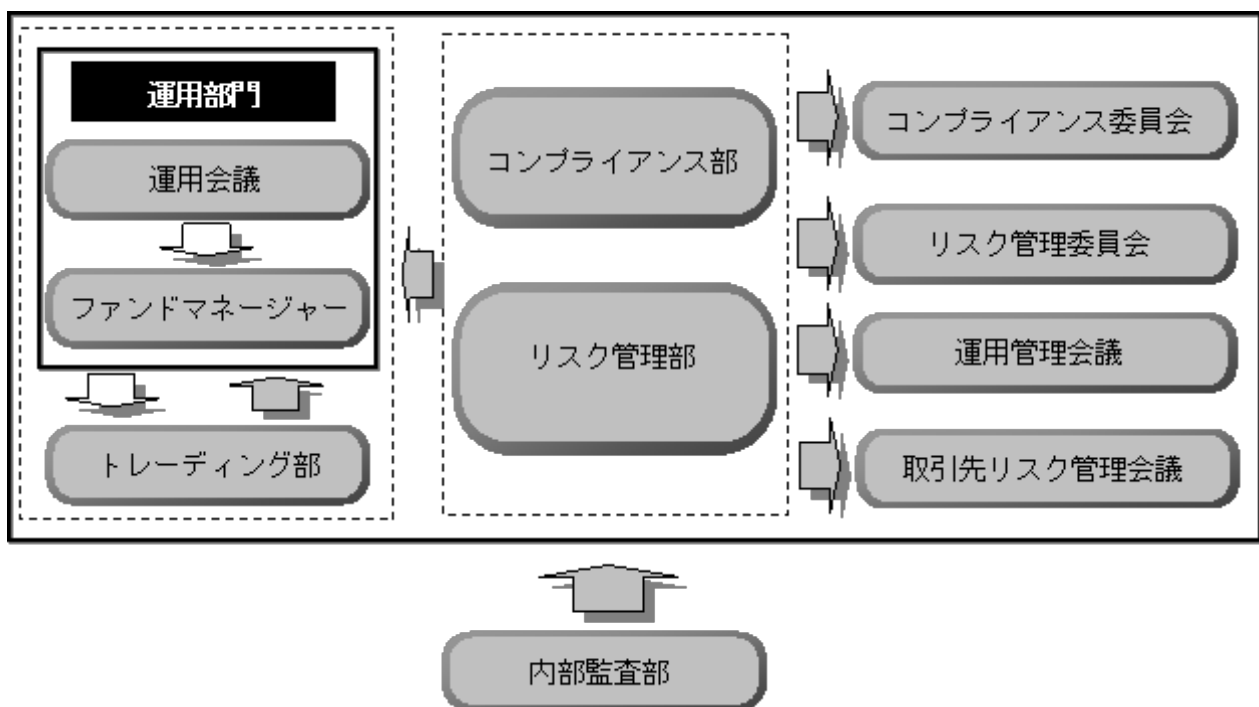 運用部門
運用会議
ファンドマネージャー
トレーディング部
コンプライアンス部
リスク管理部
コンプライアンス委員会
リスク管理委員会
運用管理会議
取引先リスク管理会議
内部監査部